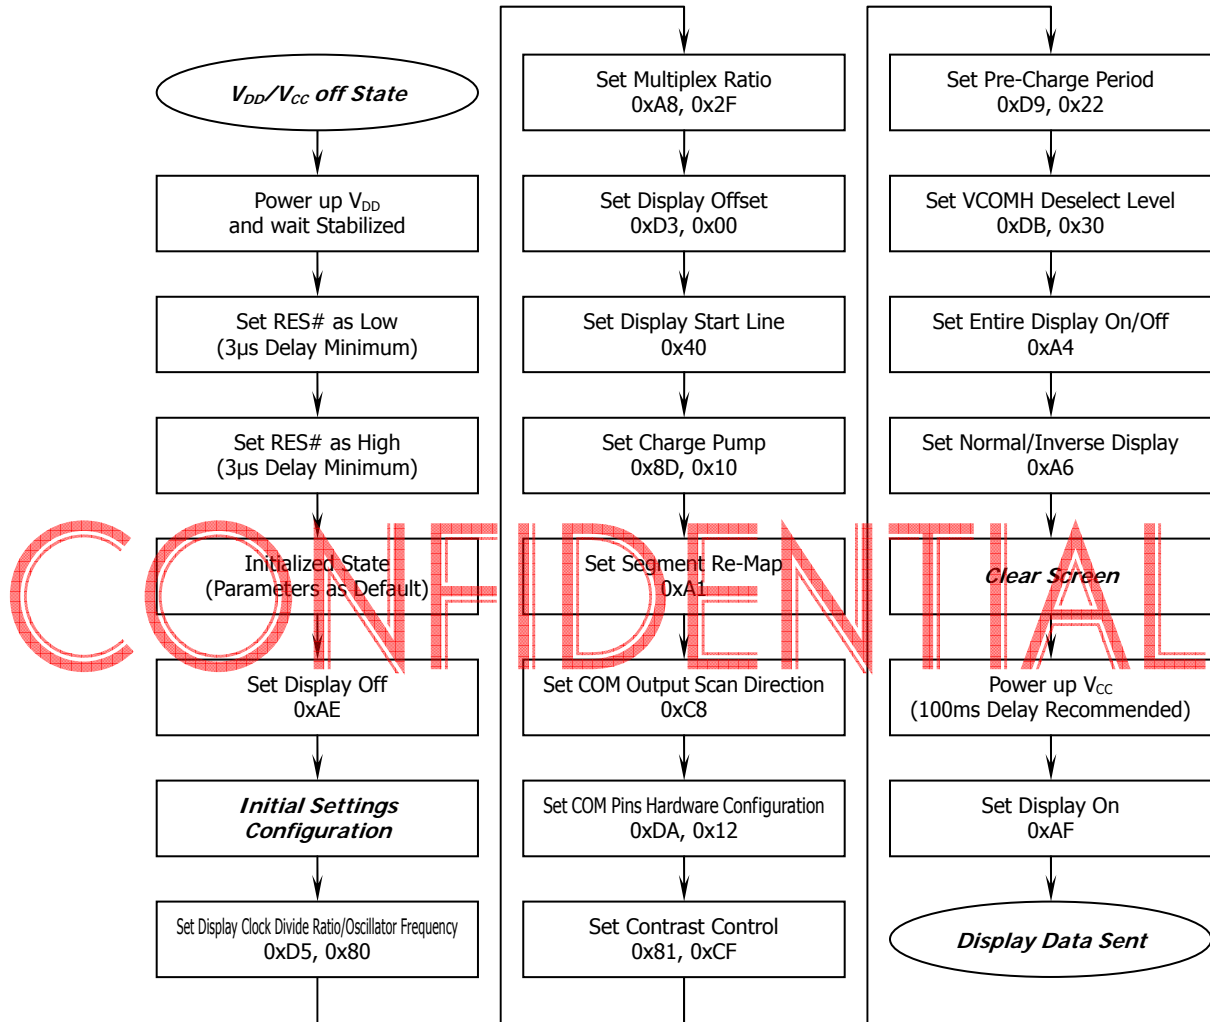 V_DD/V_CC off State
Power up V_DD
and wait Stabilized
Set RES# as Low
(3μs Delay Minimum)
Set RES# as High
(3μs Delay Minimum)
Initialized State
(Parameters as Default)
Set Display Off
0xAE
Initial Settings
Configuration
Set Display Clock Divide Ratio/Oscillator Frequency
0xD5, 0x80
Set Multiplex Ratio
0xA8, 0x2F
Set Display Offset
0xD3, 0x00
Set Display Start Line
0x40
Set Charge Pump
0x8D, 0x10
Set Segment Re-Map
0xA1
Set COM Output Scan Direction
0xC8
Set COM Pins Hardware Configuration
0xDA, 0x12
Set Contrast Control
0x81, 0xCF
Set Pre-Charge Period
0xD9, 0x22
Set VCOMH Deselect Level
0xDB, 0x30
Set Entire Display On/Off
0xA4
Set Normal/Inverse Display
0xA6
Clear Screen
Power up V_CC
(100ms Delay Recommended)
Set Display On
0xAF
Display Data Sent
CONFIDENTIAL